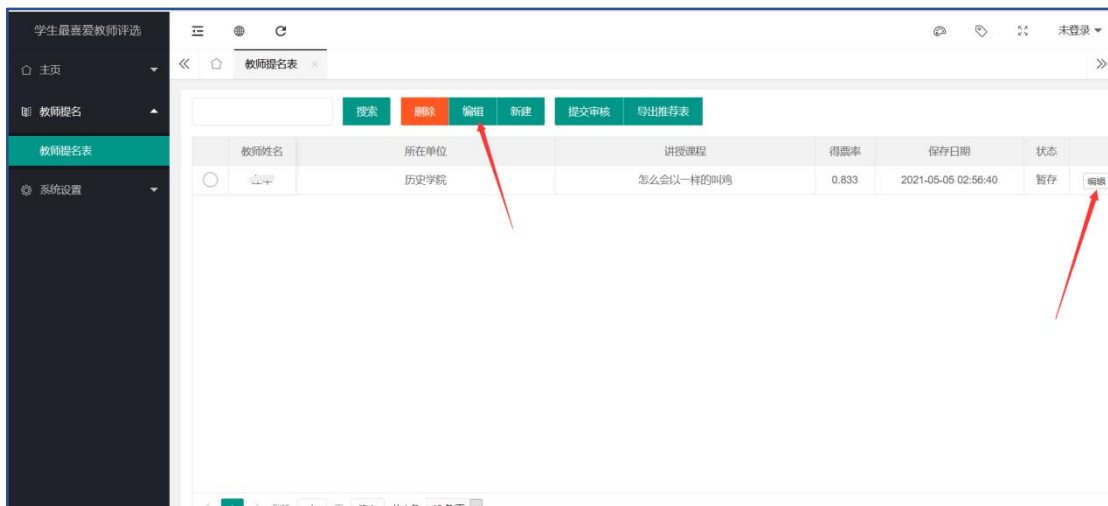 学生最喜爱教师评选
未登录
主页
教师提名表
教师提名
搜索 删除 编辑 新建 提交审核 导出推荐表
教师提名表
教师姓名 所在单位 讲授课程 得票率 保存日期 状态
系统设置
历史学院 怎么会以一样的叫鸡 0.833 2021-05-05 02:56:40 暂存 编辑